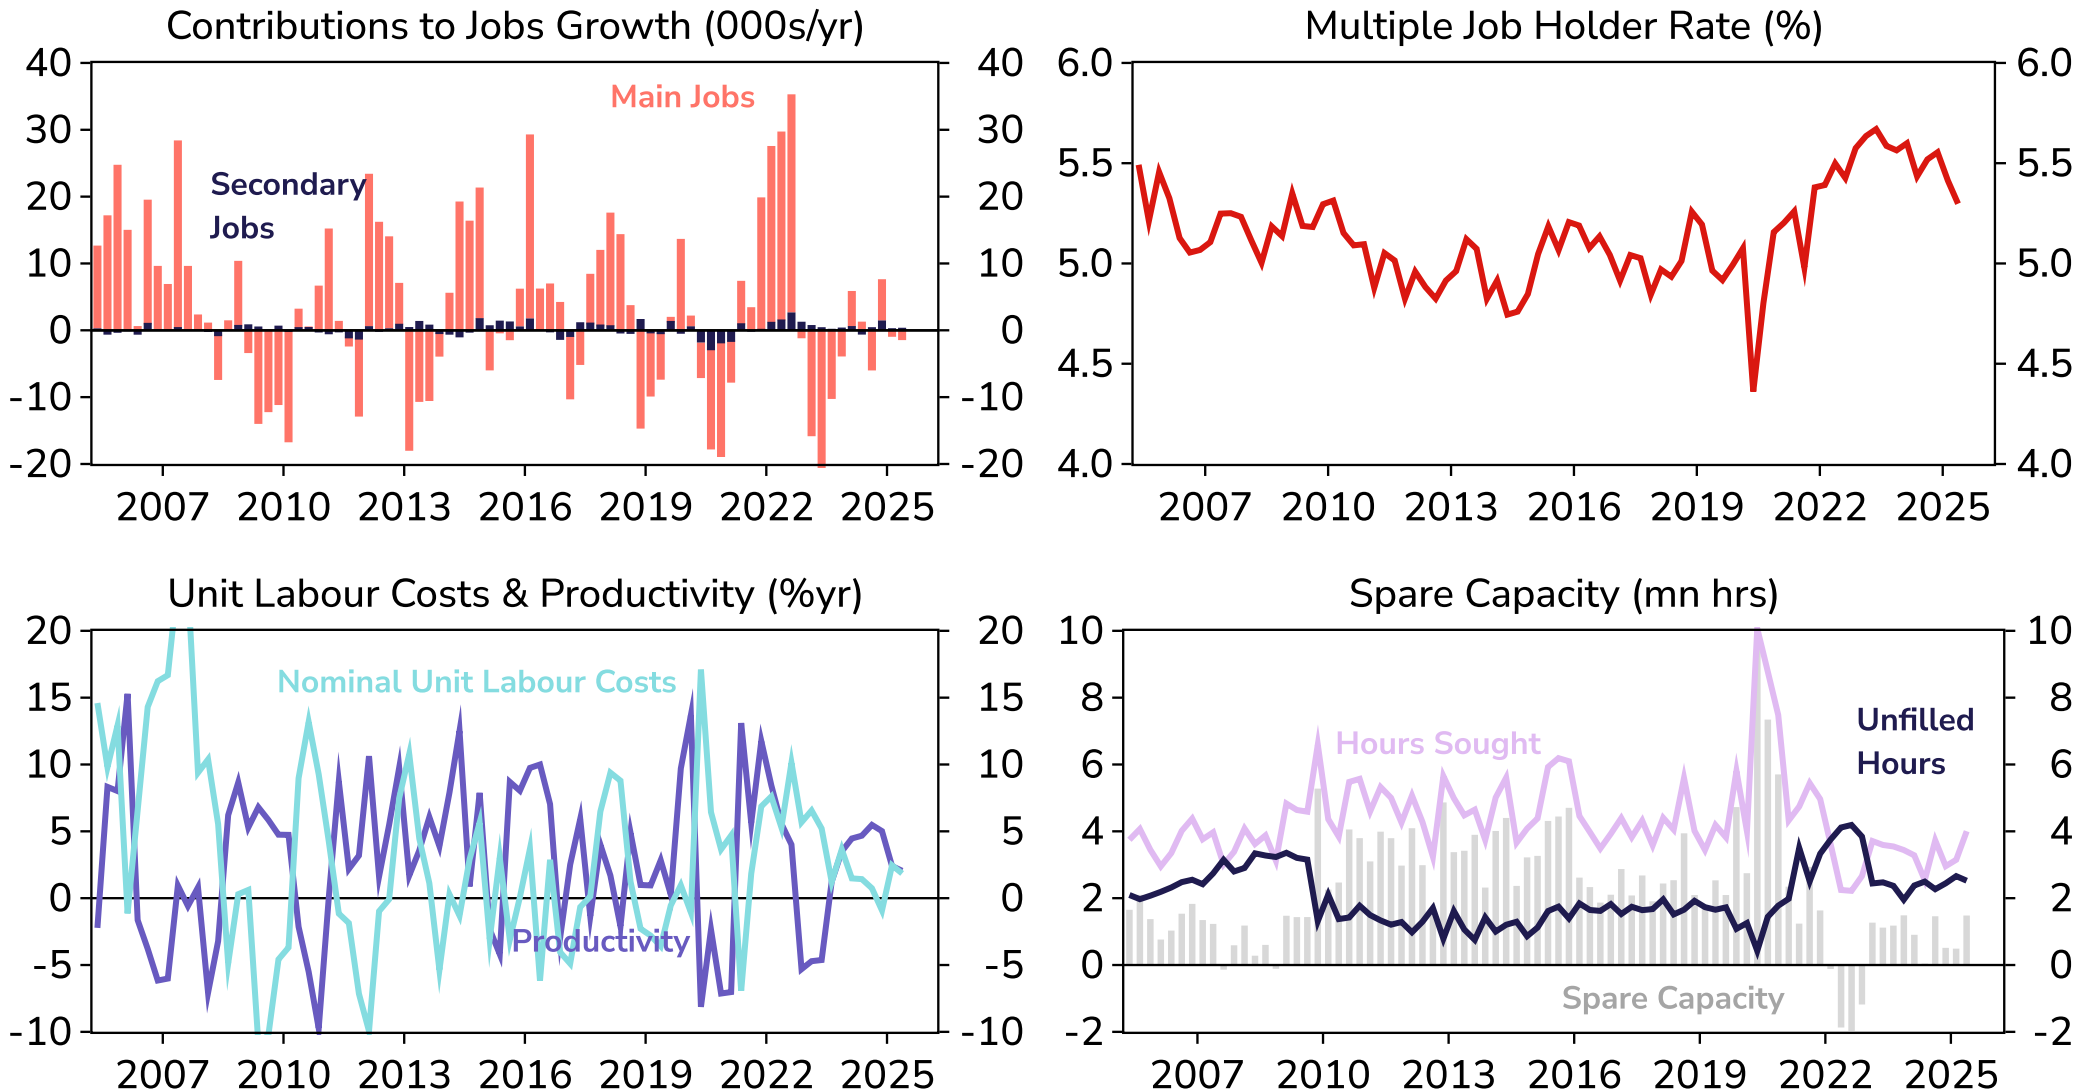 Contributions to Jobs Growth (000s/yr)
40 40
Main Jobs
30 30
Secondary
20 20
Jobs
10 10
0 0
-10 -10
-20 -20
2007 2010 2013 2016 2019 2022 2025
Multiple Job Holder Rate (%)
6.0 6.0
5.5 5.5
5.0 5.0
4.5 4.5
4.0 4.0
2007 2010 2013 2016 2019 2022 2025
Unit Labour Costs & Productivity (%yr)
20 20
Nominal Unit Labour Costs
15 15
10 10
5 5
0 0
Productivity
-5 -5
-10 -10
2007 2010 2013 2016 2019 2022 2025
Spare Capacity (mn hrs)
10 10
8 8
Unfilled
Hours Sought
Hours
6 6
4 4
2 2
0 0
Spare Capacity
-2 -2
2007 2010 2013 2016 2019 2022 2025